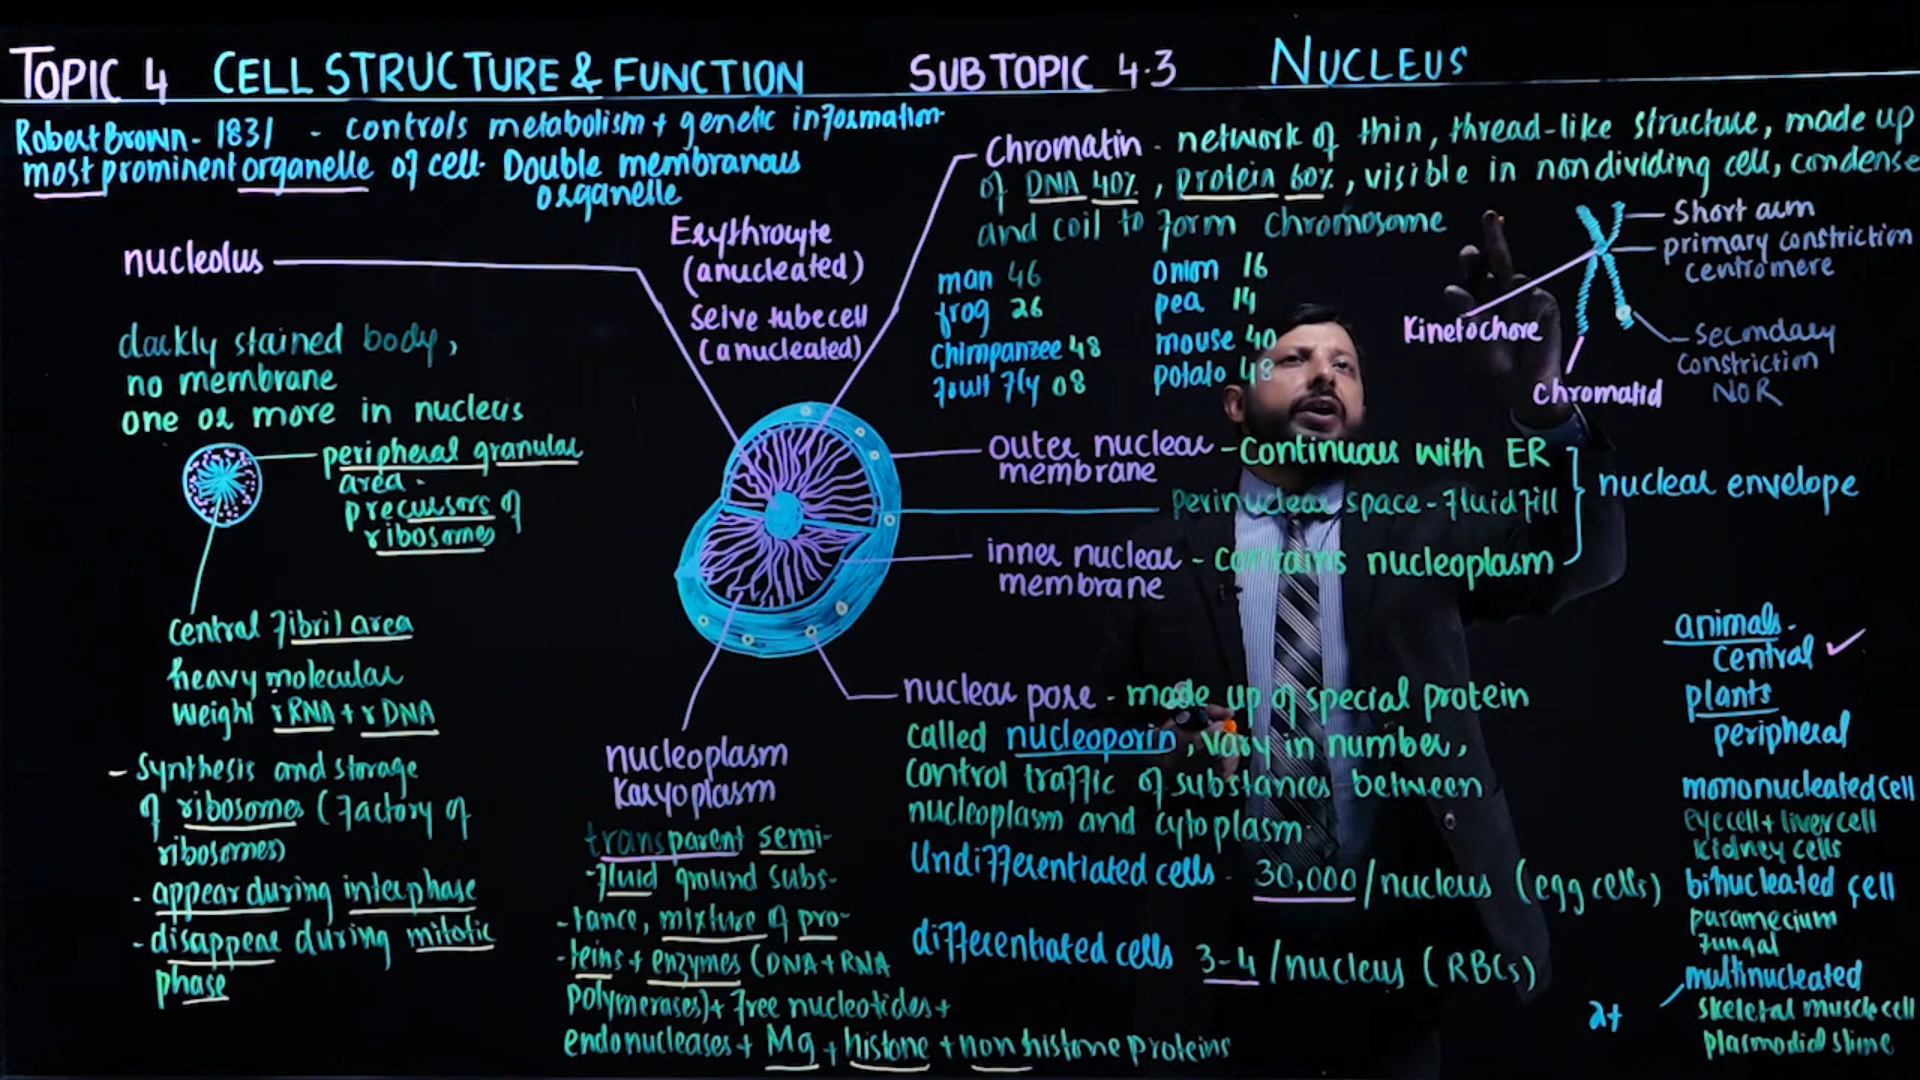 TOPIC 4 CELL STRUCTURE & FUNCTION SUBTOPIC 4.3 NUCLEUS
Robert Brown - 1831 - controls metabolism + genetic information.
most prominent organelle of cell. Double membranous
organelle
Chromatin - network of thin, thread-like structure, made up
of DNA 40%, protein 60%, visible in non dividing cell, condense
and coil to form chromosome
man 46
frog 26
Chimpanzee 48
fruit fly 08
onion 16
pea 14
mouse 40
potato 48
Short arm
primary constriction
centromere
Kinetochore
secondary
constriction
NOR
Chromatid
Erythrocyte
(anucleated)
Seive tube cell
(anucleated)
nucleolus
darkly stained body,
no membrane
one or more in nucleus
peripheral granular
area.
precursors of
ribosomes
central fibril area
heavy molecular
weight rRNA + rDNA
- Synthesis and storage
of ribosomes (factory of
ribosomes)
- appear during interphase
- disappear during mitotic
phase
outer nuclear - Continuous with ER
membrane
perinuclear space - fluid fill
inner nuclear - contains nucleoplasm
membrane
nuclear envelope
nuclear pore - made up of special protein
called nucleoporin, vary in number,
control traffic of substances between
nucleoplasm and cytoplasm.
Undifferentiated cells - 30,000/nucleus (egg cells)
differentiated cells 3-4/nucleus (RBCs)
nucleoplasm
Karyoplasm
transparent semi-
-fluid ground subs-
-tance, mixture of pro-
-teins + enzymes (DNA + RNA
polymerases) + free nucleotides +
endonucleases + Mg + histone + non histone proteins
animals -
central ✓
plants
peripheral
mononucleated cell
eye cell + liver cell
kidney cells
binucleated cell
paramecium
fungal
multinucleated
2+
skeletal muscle cell
plasmodial slime